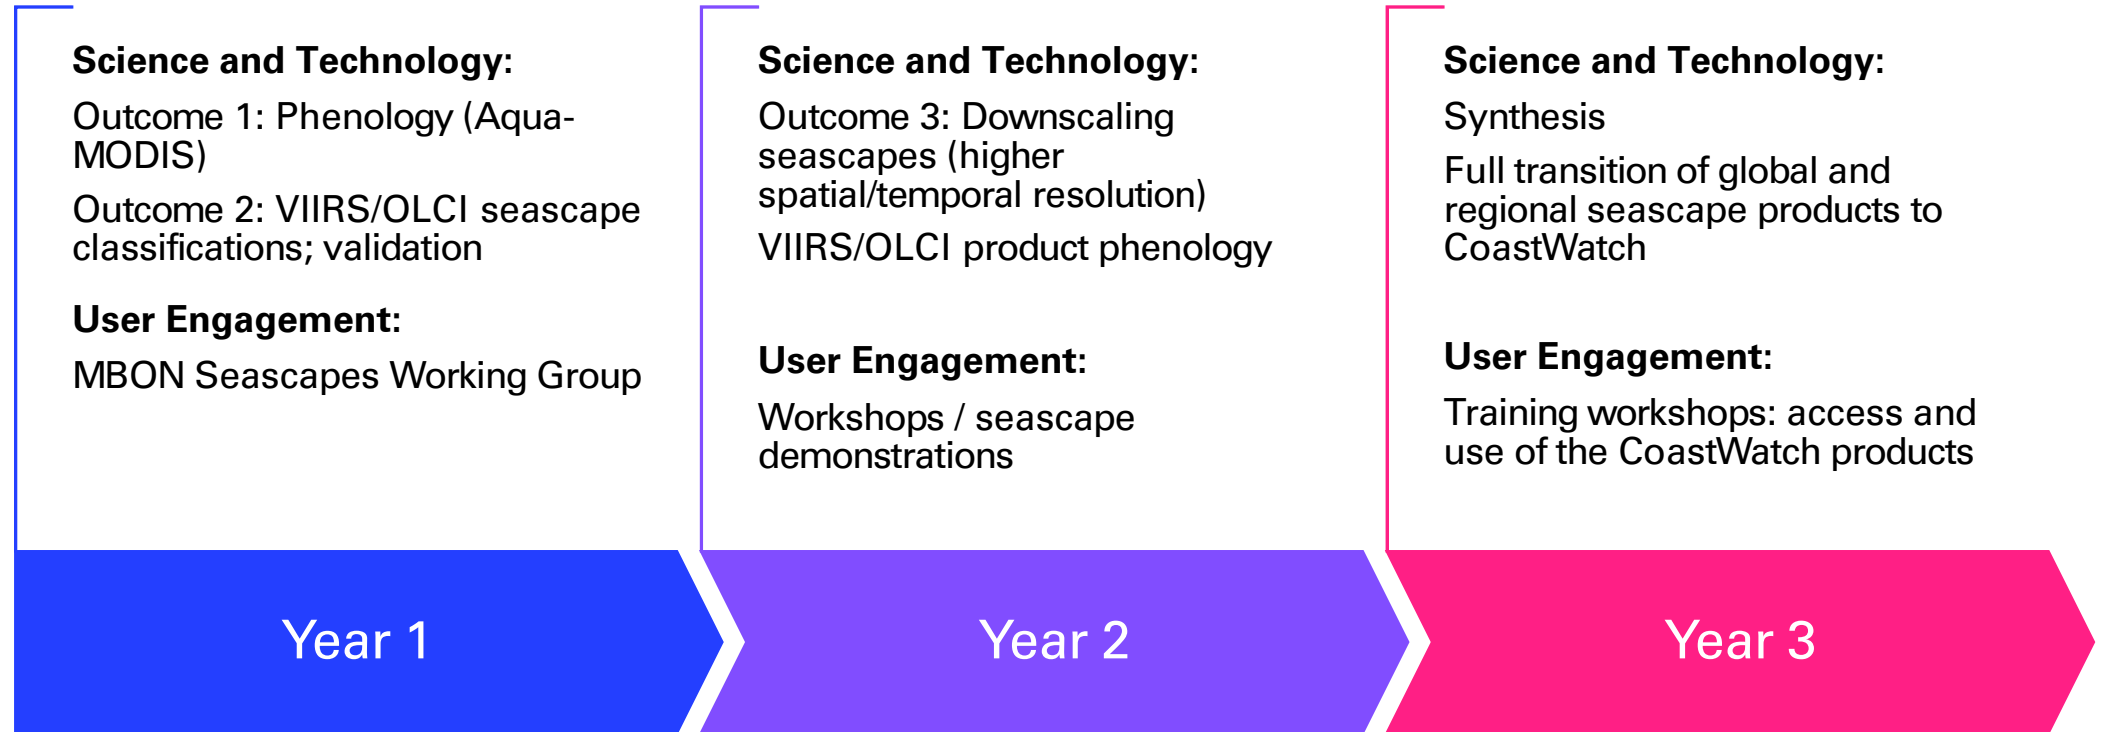 Science and Technology:
Outcome 1: Phenology (Aqua-
MODIS)
Outcome 2: VIIRS/OLCI seascape
classifications; validation
User Engagement:
MBON Seascapes Working Group
Year 1
Science and Technology:
Outcome 3: Downscaling
seascapes (higher
spatial/temporal resolution)
VIIRS/OLCI product phenology
User Engagement:
Workshops / seascape
demonstrations
Year 2
Science and Technology:
Synthesis
Full transition of global and
regional seascape products to
CoastWatch
User Engagement:
Training workshops: access and
use of the CoastWatch products
Year 3